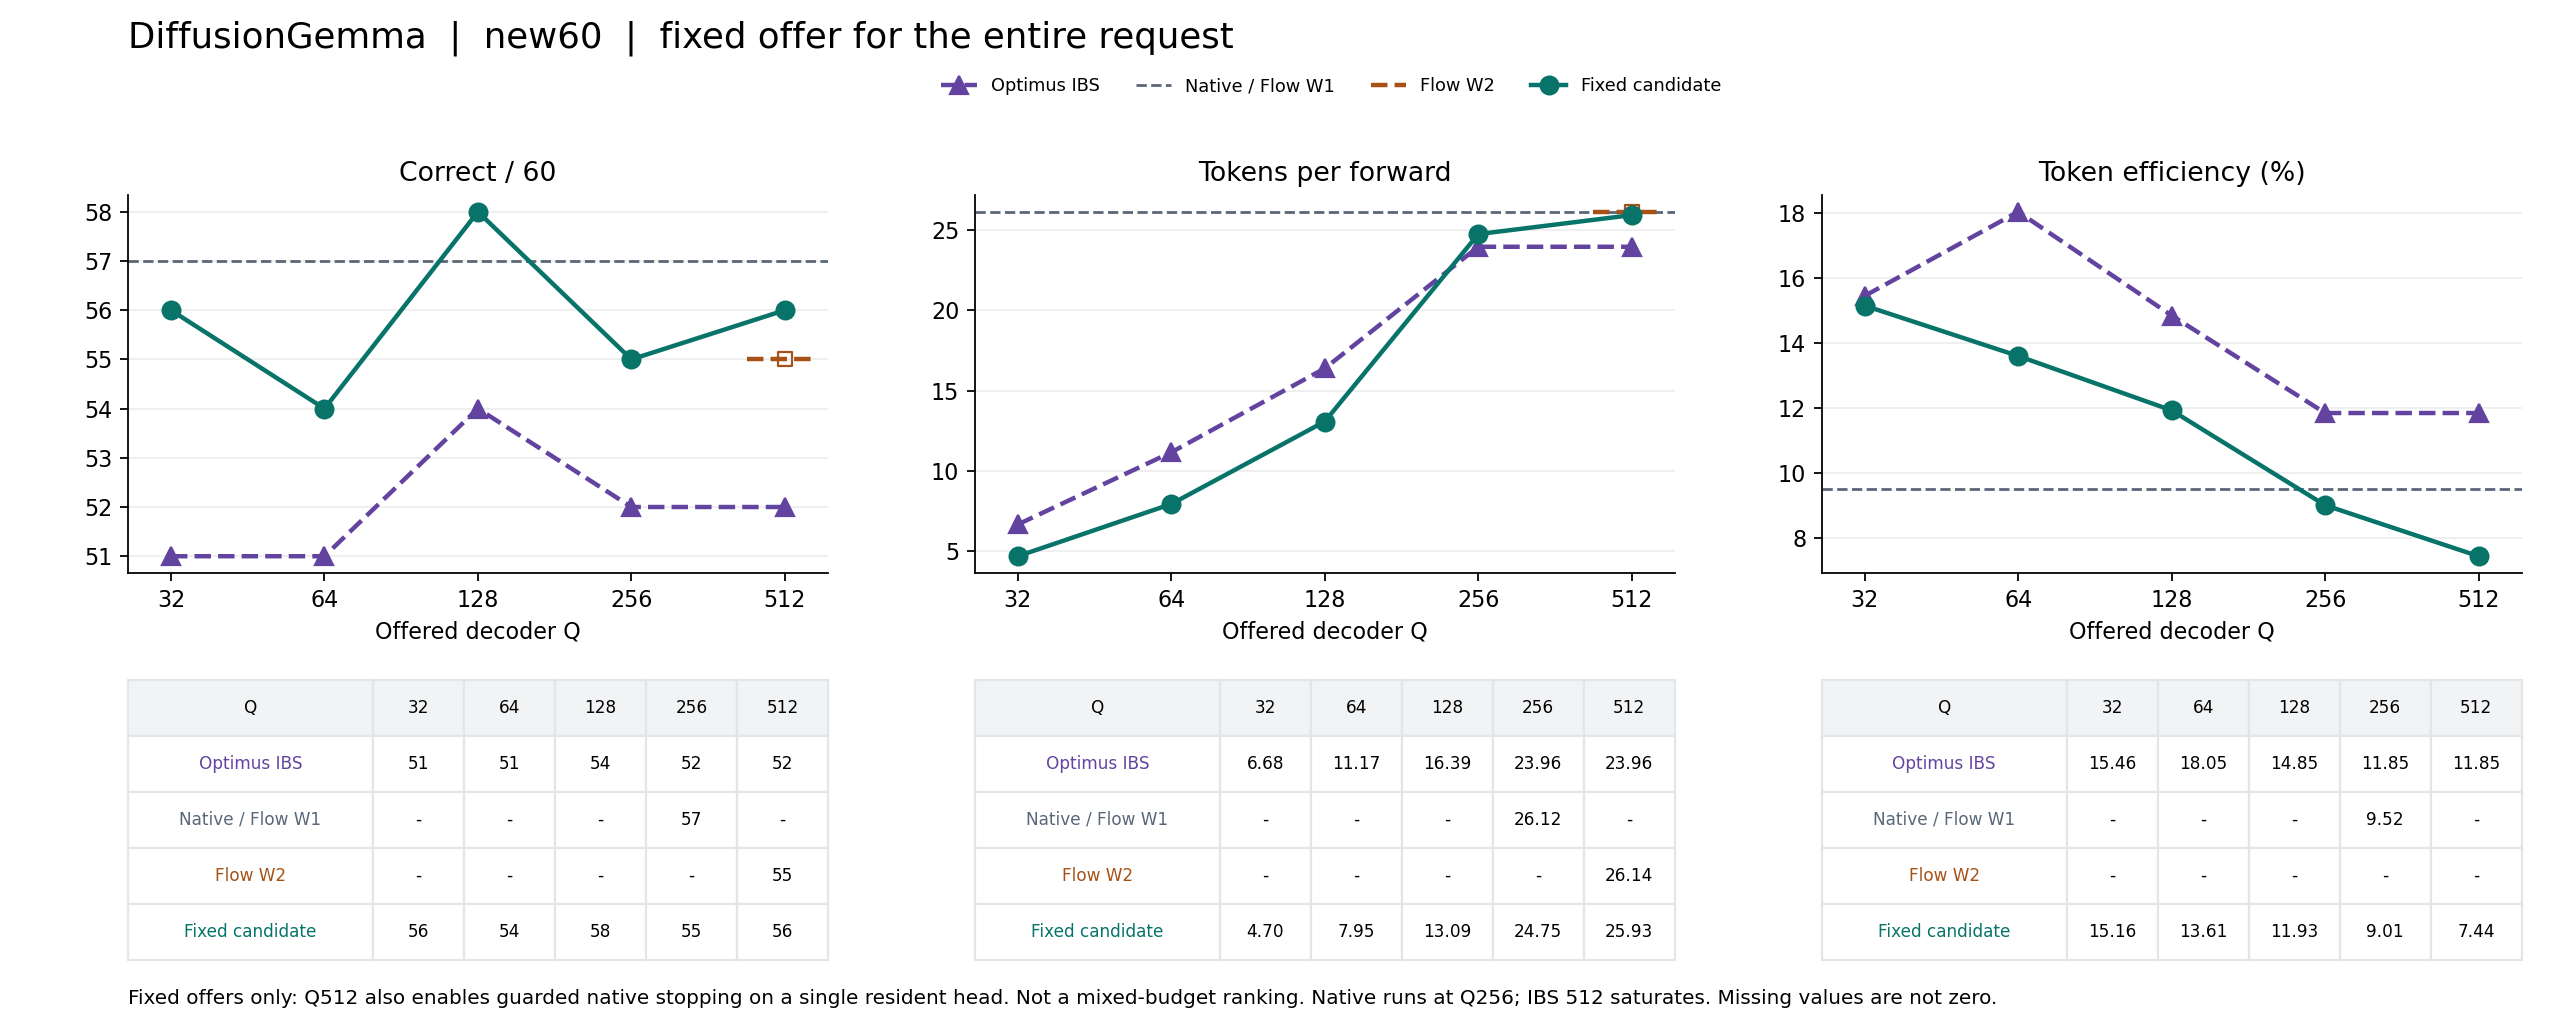 DiffusionGemma | new60 | fixed offer for the entire request
Optimus IBS Native / Flow W1 Flow W2 Fixed candidate
Correct / 60
58
57
56
55
54
53
52
51
32 64 128 256 512
Offered decoder Q
Tokens per forward
25
20
15
10
5
32 64 128 256 512
Offered decoder Q
Token efficiency (%)
18
16
14
12
10
8
32 64 128 256 512
Offered decoder Q
Q 32 64 128 256 512
Optimus IBS 51 51 54 52 52
Native / Flow W1 - - - 57 -
Flow W2 - - - - 55
Fixed candidate 56 54 58 55 56
Q 32 64 128 256 512
Optimus IBS 6.68 11.17 16.39 23.96 23.96
Native / Flow W1 - - - 26.12 -
Flow W2 - - - - 26.14
Fixed candidate 4.70 7.95 13.09 24.75 25.93
Q 32 64 128 256 512
Optimus IBS 15.46 18.05 14.85 11.85 11.85
Native / Flow W1 - - - 9.52 -
Flow W2 - - - - -
Fixed candidate 15.16 13.61 11.93 9.01 7.44
Fixed offers only: Q512 also enables guarded native stopping on a single resident head. Not a mixed-budget ranking. Native runs at Q256; IBS 512 saturates. Missing values are not zero.